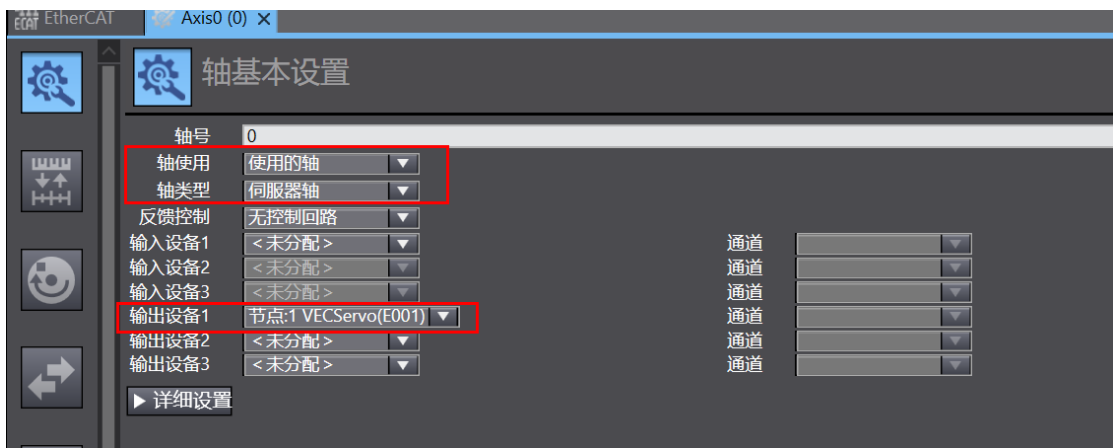 ECAT EtherCAT Axis0 (0) ×
轴基本设置
轴号 0
轴使用 使用的轴
轴类型 伺服器轴
反馈控制 无控制回路
输入设备1 <未分配> 通道
输入设备2 <未分配> 通道
输入设备3 <未分配> 通道
输出设备1 节点:1 VECServo(E001) 通道
输出设备2 <未分配> 通道
输出设备3 <未分配> 通道
▶ 详细设置